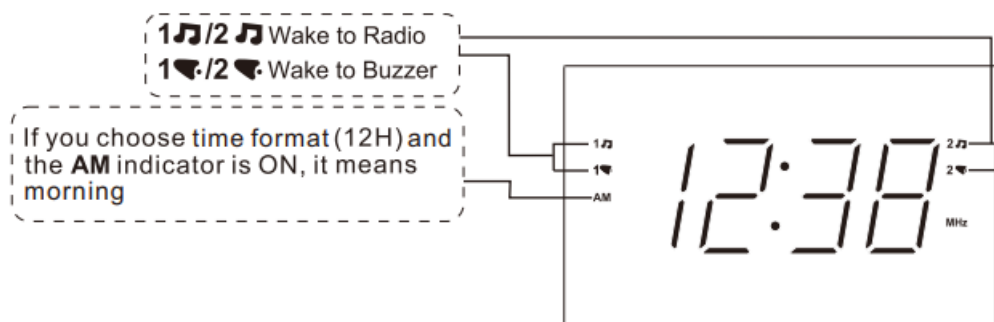 1♫/2 ♫ Wake to Radio
1/2 Wake to Buzzer
If you choose time format (12H) and
the AM indicator is ON, it means
morning
1♫
1
AM
12:38
2♫
2
MHz